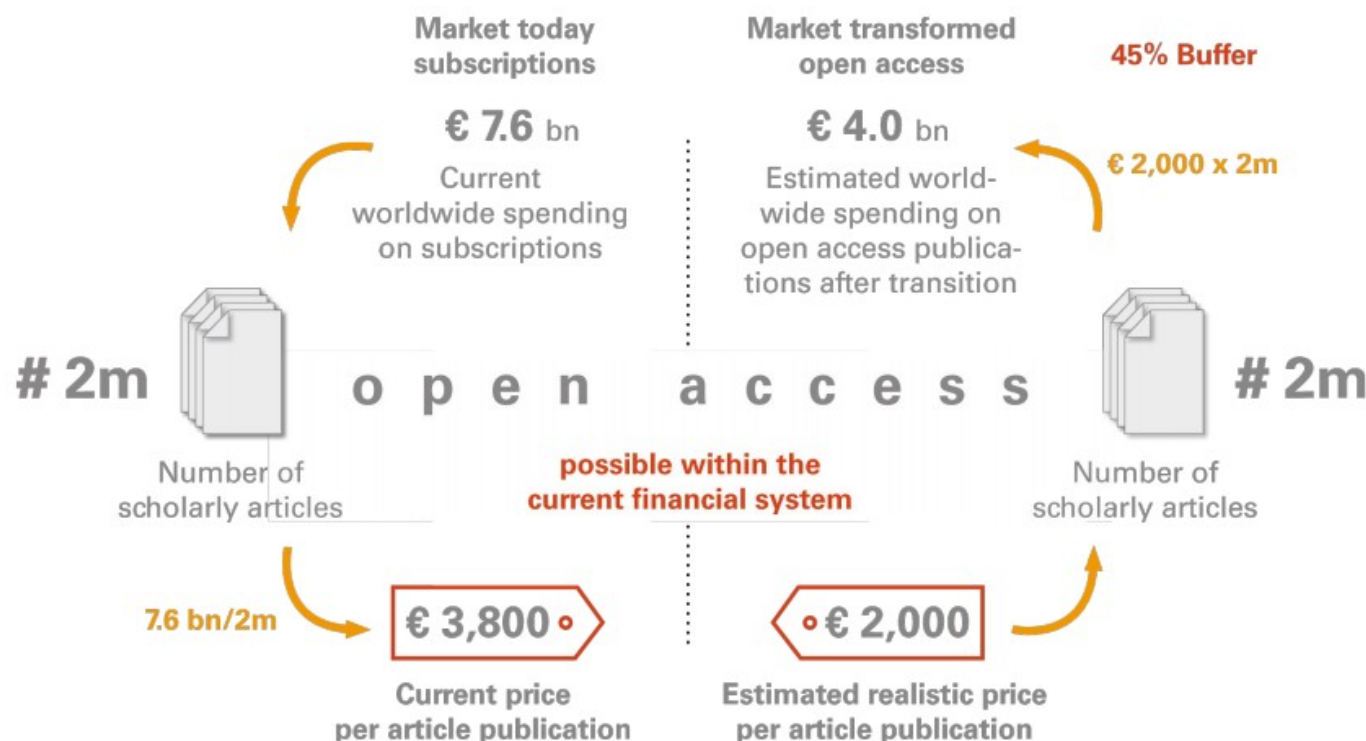 Market today
subscriptions
€ 7.6 bn
Current
worldwide spending
on subscriptions
Market transformed
open access
€ 4.0 bn
Estimated world-
wide spending on
open access publica-
tions after transition
45% Buffer
€ 2,000 x 2m
# 2m
Number of
scholarly articles
open access
possible within the
current financial system
# 2m
Number of
scholarly articles
7.6 bn/2m
€ 3,800
Current price
per article publication
€ 2,000
Estimated realistic price
per article publication